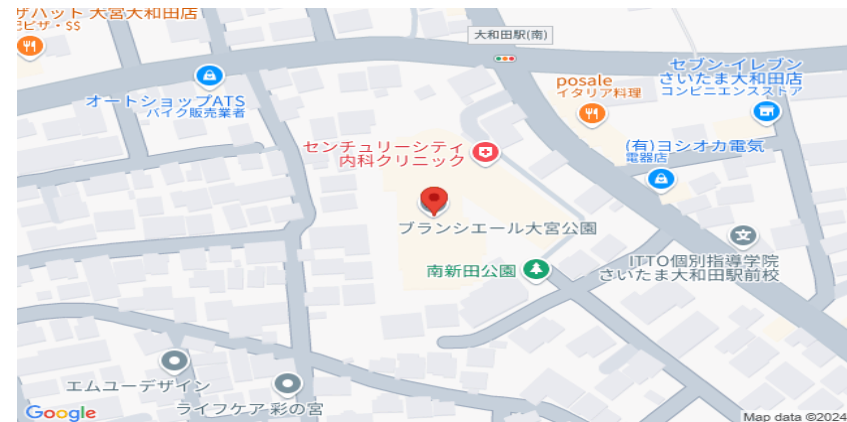 ザハット 大宮大和田店
ピザ・SS
大和田駅(南)
オートショップATS
バイク販売業者
posale
イタリア料理
セブン-イレブン
さいたま大和田店
コンビニエンスストア
センチュリーシティ
内科クリニック
(有)ヨシオカ電気
電器店
ブランシエール大宮公園
南新田公園
ITTO個別指導学院
さいたま大和田駅前校
エムユーデザイン
ライフケア 彩の宮
Google
Map data ©2024